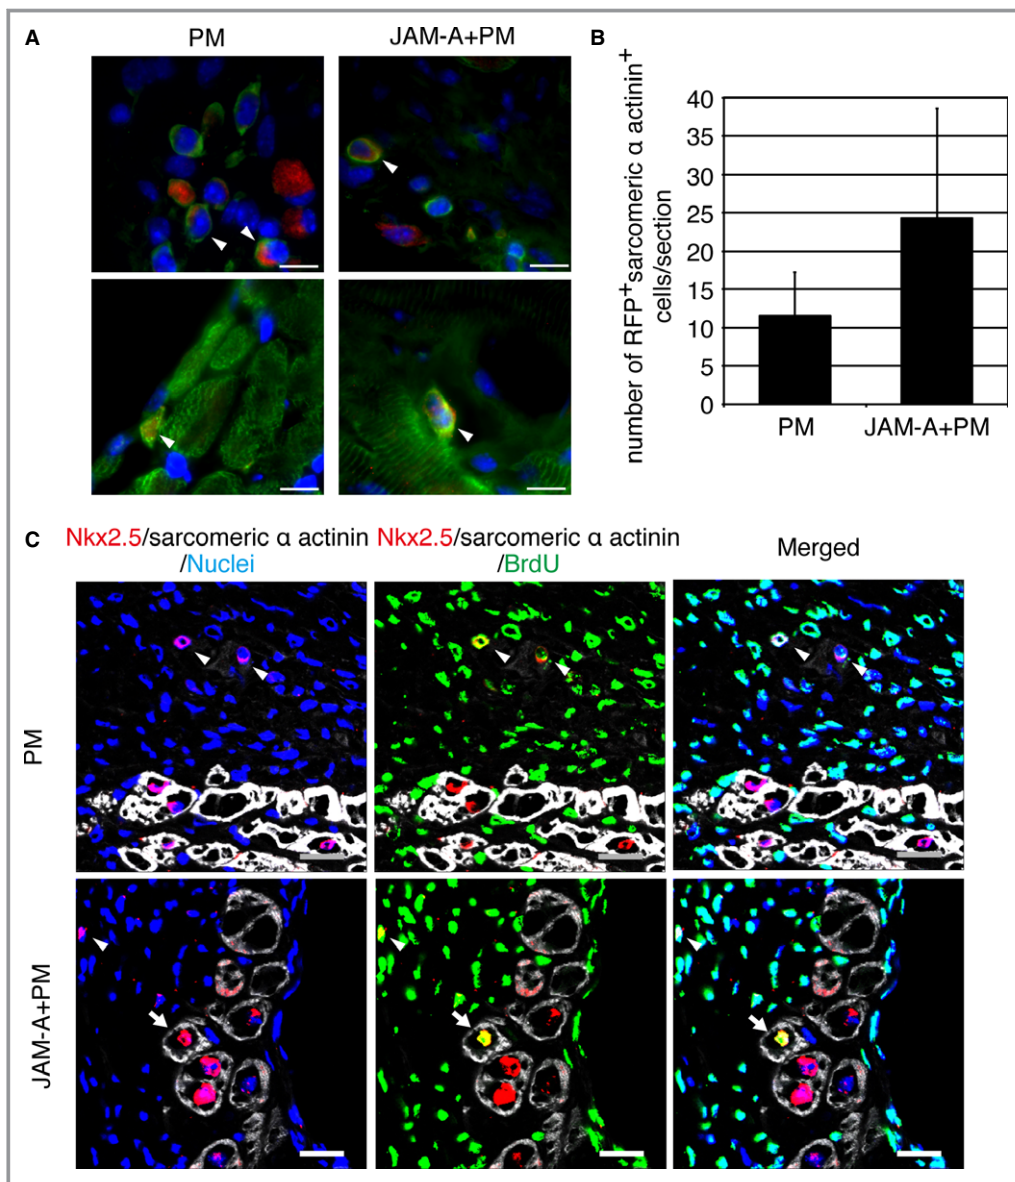 A
PM
JAM-A+PM
B
number of RFP+sarcomeric α actinin+
cells/section
40
35
30
25
20
15
10
5
0
PM
JAM-A+PM
C
Nkx2.5/sarcomeric α actinin
/Nuclei
Nkx2.5/sarcomeric α actinin
/BrdU
Merged
PM
JAM-A+PM